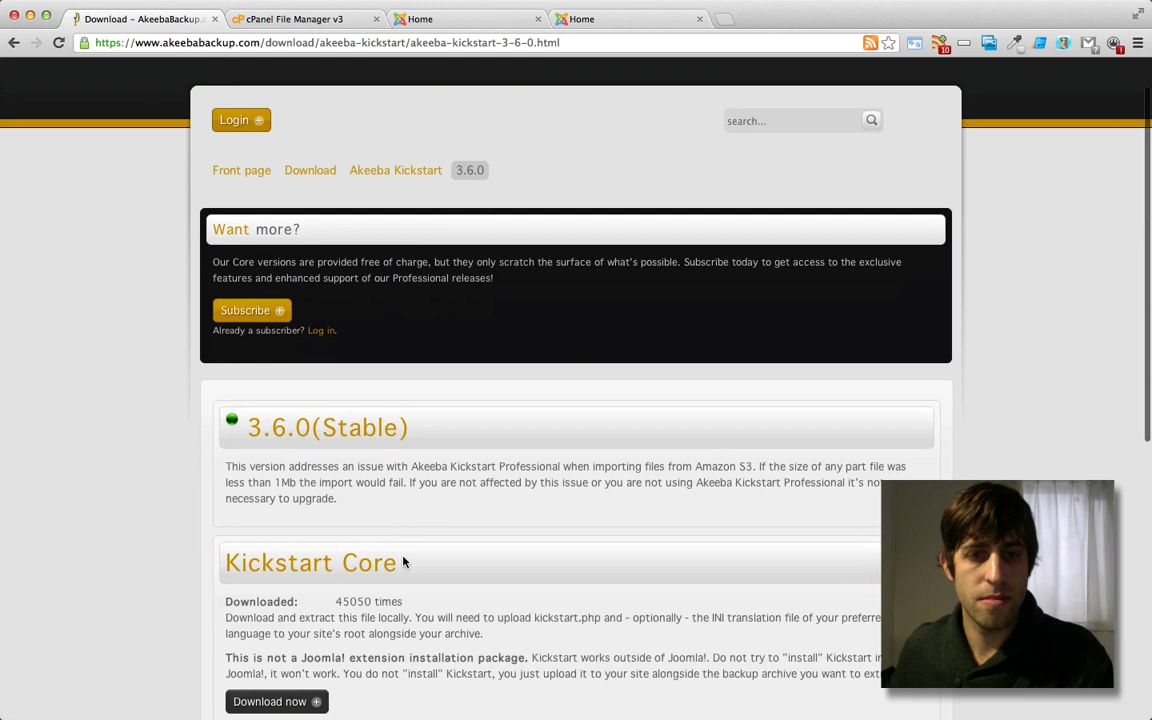 Download - AkeebaBackup.c
cPanel File Manager v3
Home
Home
https://www.akeebabackup.com/download/akeeba-kickstart/akeeba-kickstart-3-6-0.html
10
Login
search...
Front page Download Akeeba Kickstart 3.6.0
Want more?
Our Core versions are provided free of charge, but they only scratch the surface of what's possible. Subscribe today to get access to the exclusive
features and enhanced support of our Professional releases!
Subscribe
Already a subscriber? Log in.
3.6.0(Stable)
This version addresses an issue with Akeeba Kickstart Professional when importing files from Amazon S3. If the size of any part file was
less than 1Mb the import would fail. If you are not affected by this issue or you are not using Akeeba Kickstart Professional it's not
necessary to upgrade.
Kickstart Core
Downloaded: 45050 times
Download and extract this file locally. You will need to upload kickstart.php and - optionally - the INI translation file of your preferre
language to your site's root alongside your archive.
This is not a Joomla! extension installation package. Kickstart works outside of Joomla!. Do not try to "install" Kickstart in
Joomla!, it won't work. You do not "install" Kickstart, you just upload it to your site alongside the backup archive you want to ext
Download now